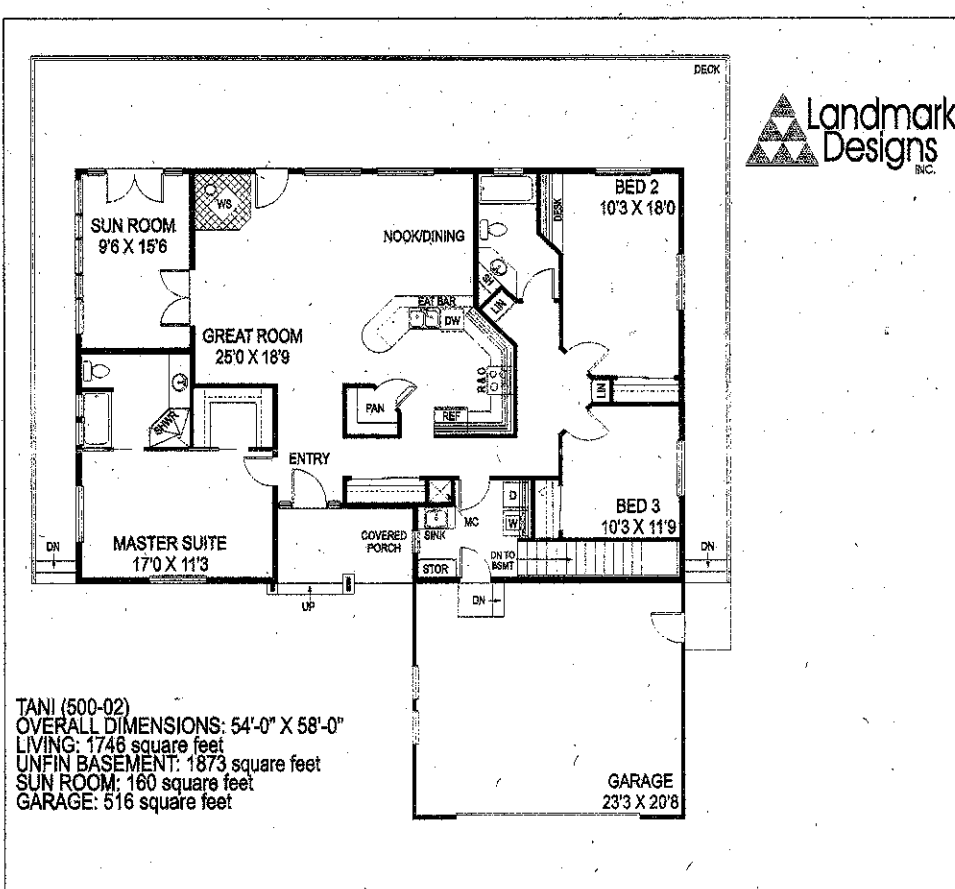 DECK
Landmark
Designs
INC.
BED 2
10'3 X 18'0
WS
SUN ROOM
9'6 X 15'6
DESK
NOOK/DINING
LIN
EAT BAR
DW
GREAT ROOM
25'0 X 18'9
R&O
LIN
SHWR
PAN
REF
ENTRY
D
MC
W
SINK
BED 3
10'3 X 11'9
COVERED
PORCH
MASTER SUITE
17'0 X 11'3
DN
DN TO
BSMT
DN
STOR
UP
DN
TANI (500-02)
OVERALL DIMENSIONS: 54'-0" X 58'-0"
LIVING: 1746 square feet
UNFIN BASEMENT: 1873 square feet
SUN ROOM: 160 square feet
GARAGE: 516 square feet
GARAGE
23'3 X 20'8